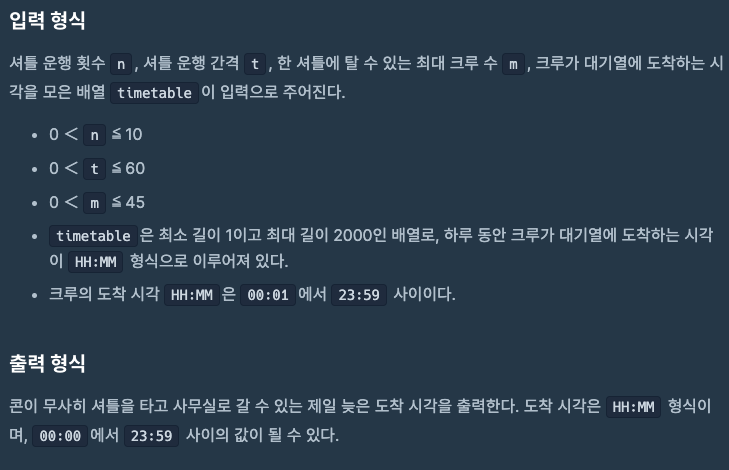 입력 형식
셔틀 운행 횟수 n , 셔틀 운행 간격 t , 한 셔틀에 탈 수 있는 최대 크루 수 m , 크루가 대기열에 도착하는 시
각을 모은 배열 timetable 이 입력으로 주어진다.
• 0 < n ≦ 10
• 0 < t ≦ 60
• 0 < m ≦ 45
• timetable 은 최소 길이 1이고 최대 길이 2000인 배열로, 하루 동안 크루가 대기열에 도착하는 시각
이 HH:MM 형식으로 이루어져 있다.
• 크루의 도착 시각 HH:MM 은 00:01 에서 23:59 사이이다.
출력 형식
콘이 무사히 셔틀을 타고 사무실로 갈 수 있는 제일 늦은 도착 시각을 출력한다. 도착 시각은 HH:MM 형식이
며, 00:00 에서 23:59 사이의 값이 될 수 있다.